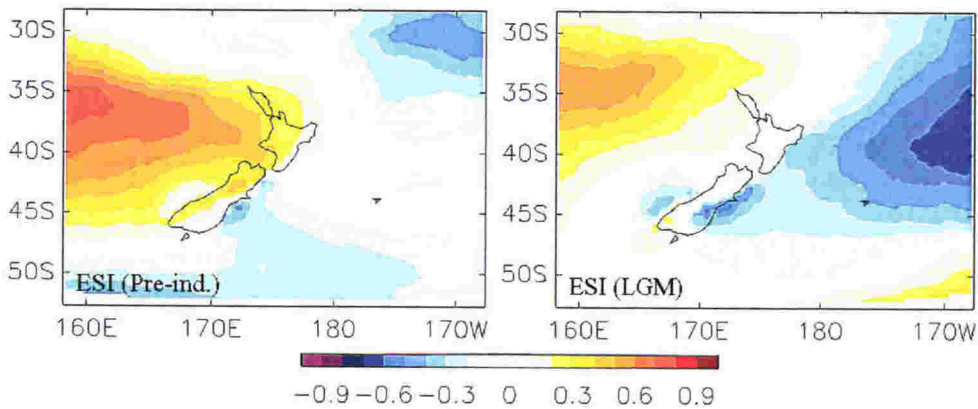 30S
35S
40S
45S
50S
ESI (Pre-ind.)
160E 170E 180 170W
30S
35S
40S
45S
50S
ESI (LGM)
160E 170E 180 170W
−0.9 −0.6 −0.3 0 0.3 0.6 0.9